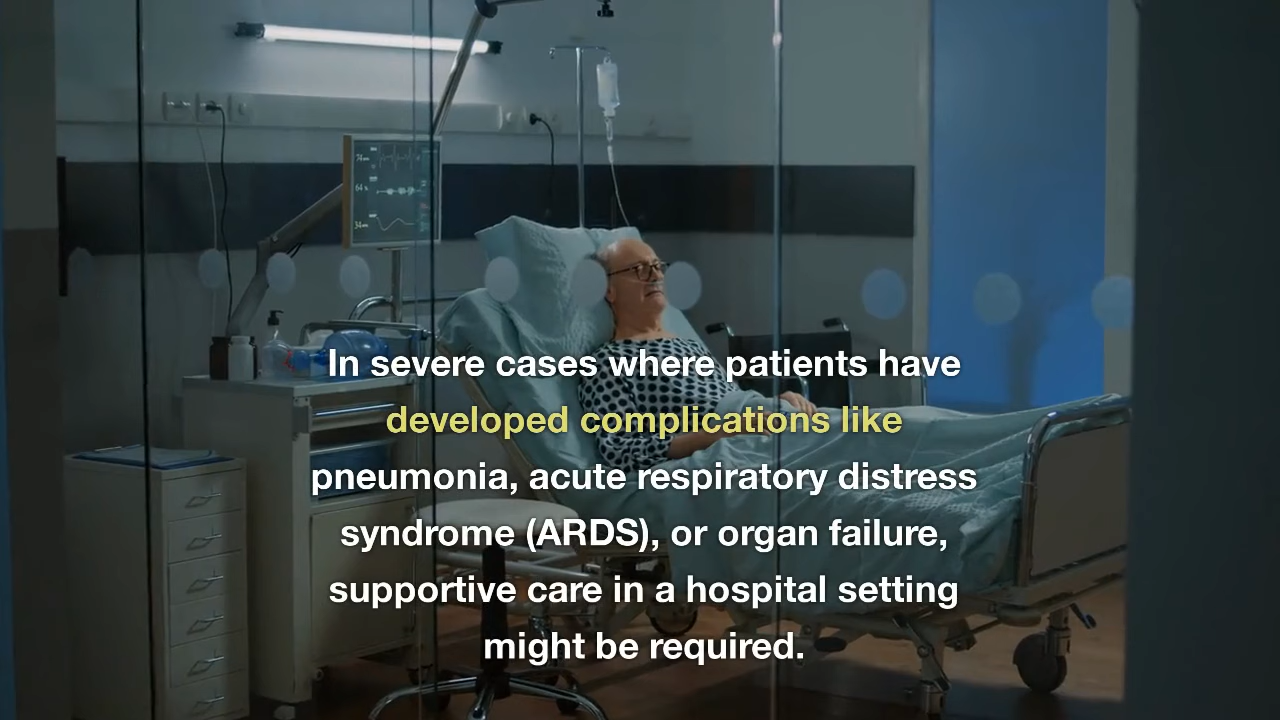 In severe cases where patients have
developed complications like
pneumonia, acute respiratory distress
syndrome (ARDS), or organ failure,
supportive care in a hospital setting
might be required.